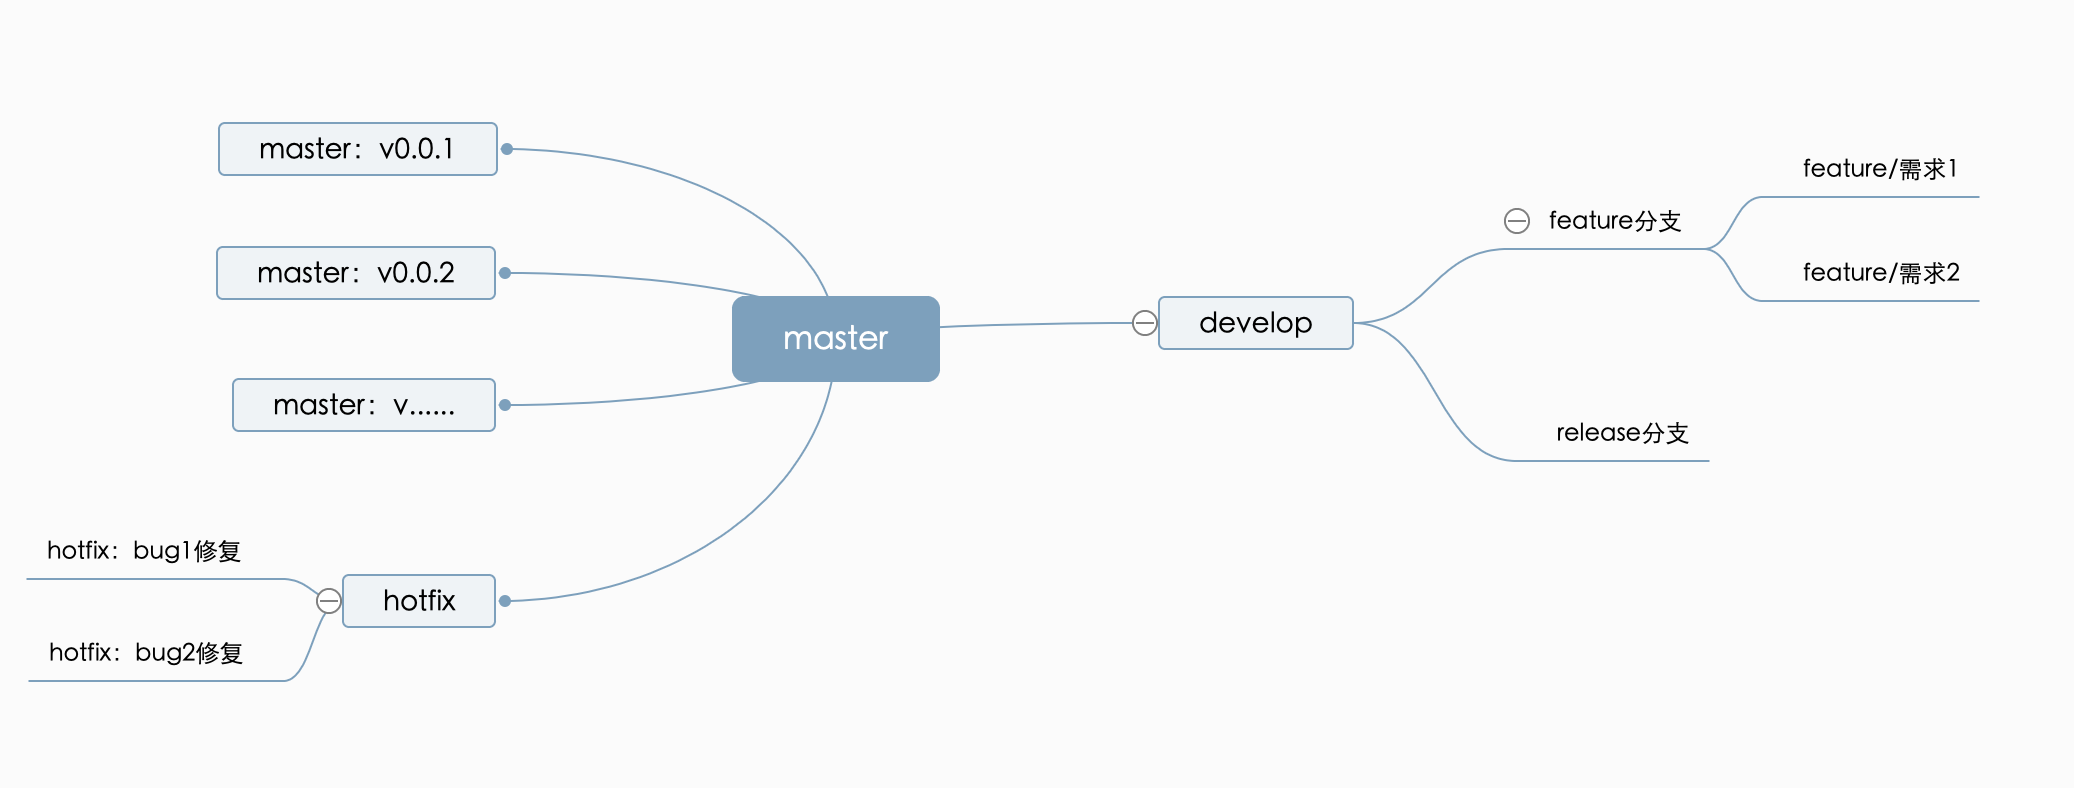 master：v0.0.1
master：v0.0.2
master：v......
hotfix
hotfix：bug1修复
hotfix：bug2修复
master
develop
feature分支
feature/需求1
feature/需求2
release分支